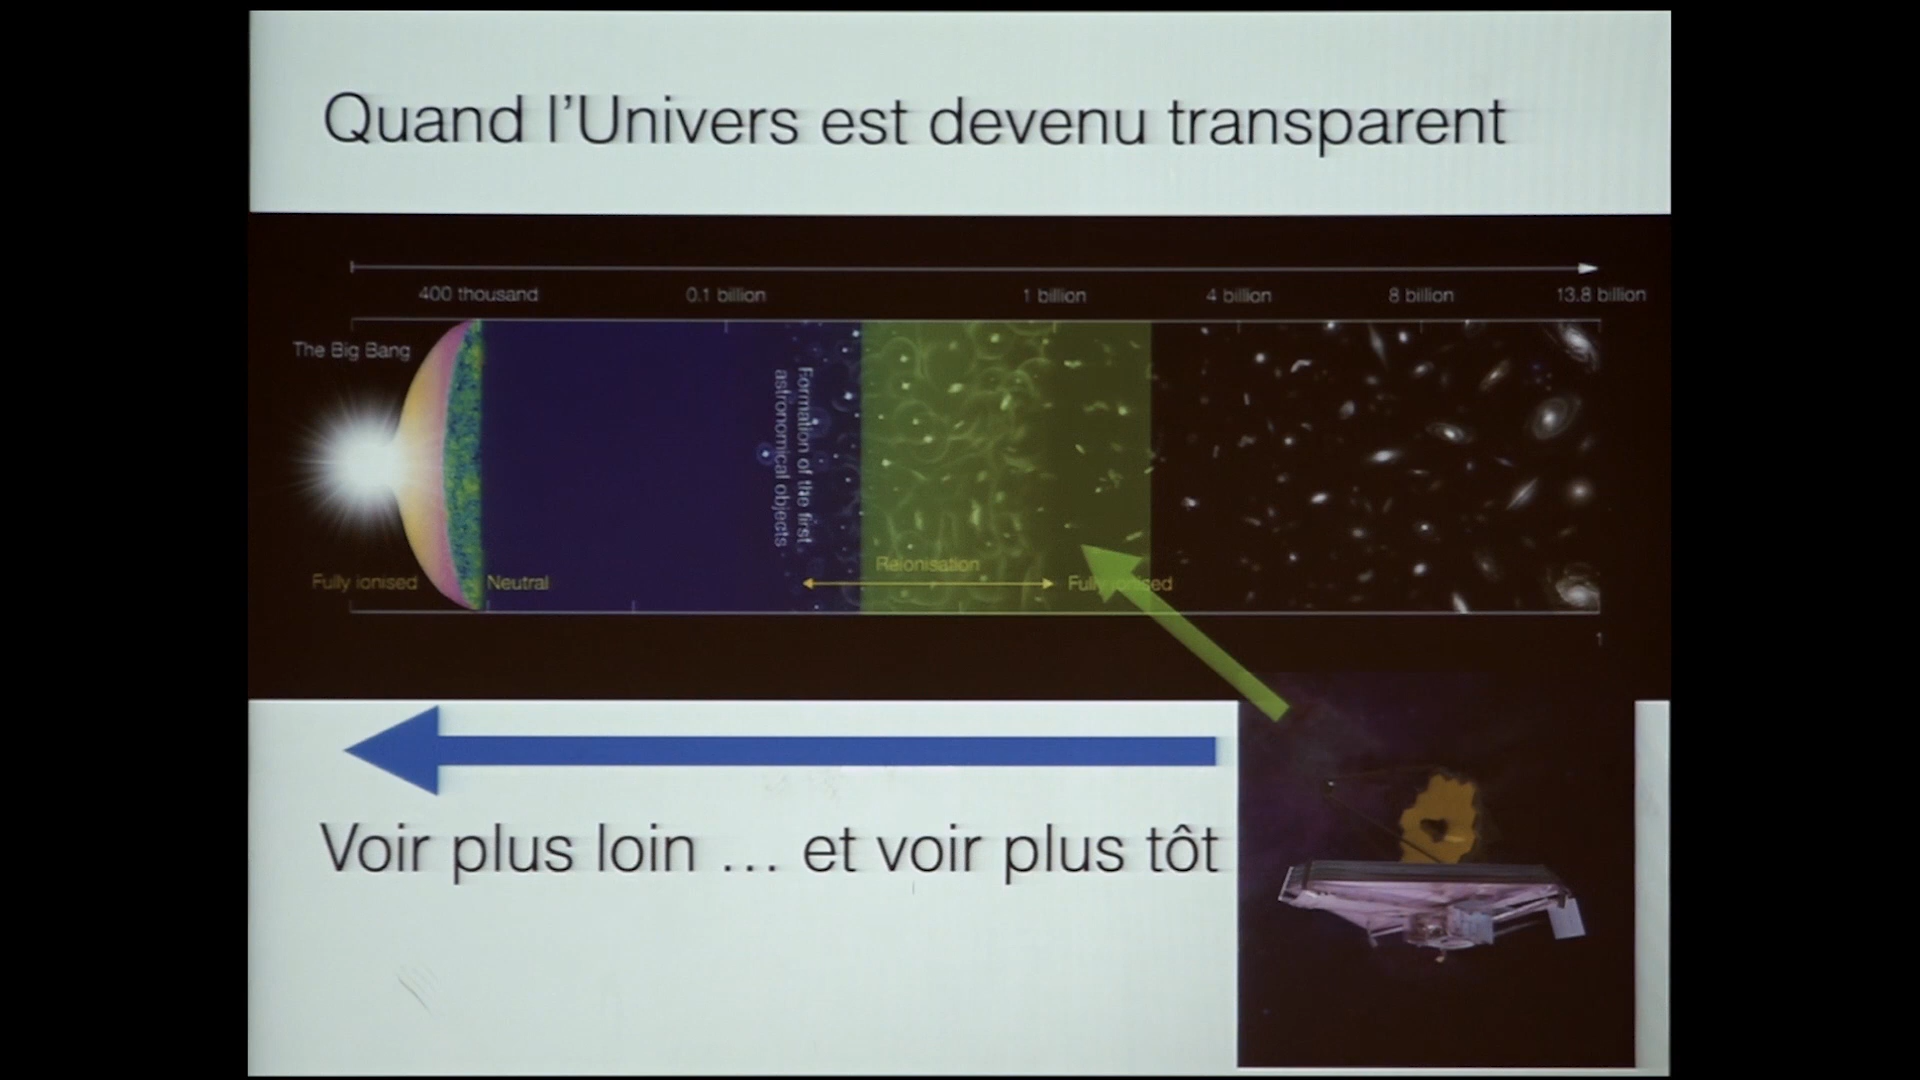 Quand l'Univers est devenu transparent
400 thousand 0.1 billion 1 billion 4 billion 8 billion 13.8 billion
The Big Bang
Formation of the first
astronomical objects
Reionisation
Fully ionised Neutral Fully ionised
1
Voir plus loin … et voir plus tôt